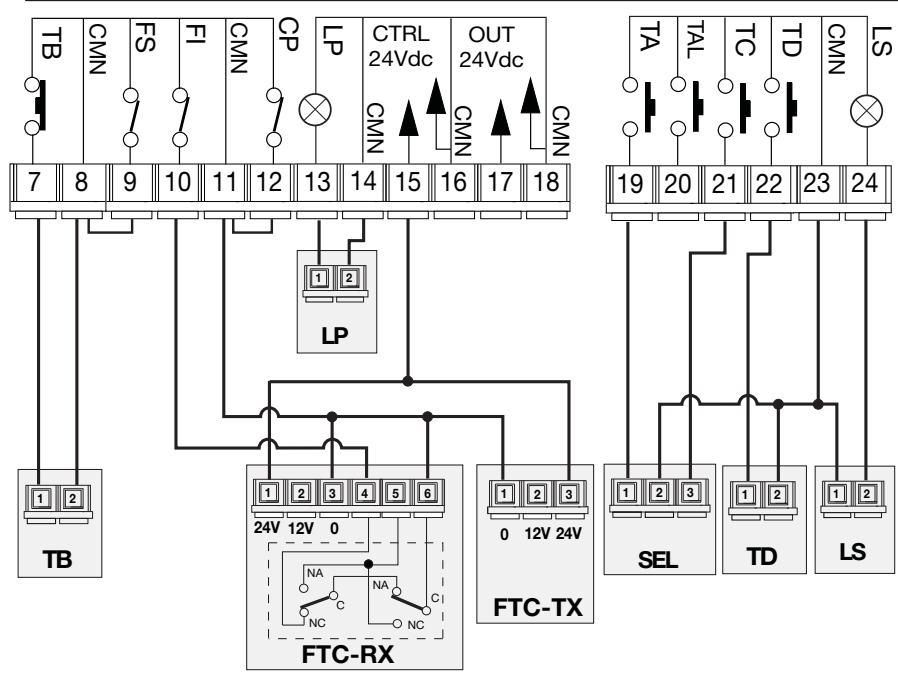 TB CMN FS FI CMN CP LP CTRL 24Vdc CMN OUT 24Vdc CMN CMN
7 8 9 10 11 12 13 14 15 16 17 18
TA TAL TC TD CMN LS
19 20 21 22 23 24
1 2
LP
1 2
TB
1 2 3 4 5 6
24V 12V 0
NA
C
NC
NA
C
NC
FTC-RX
1 2 3
0 12V 24V
FTC-TX
1 2 3
SEL
1 2
TD
1 2
LS